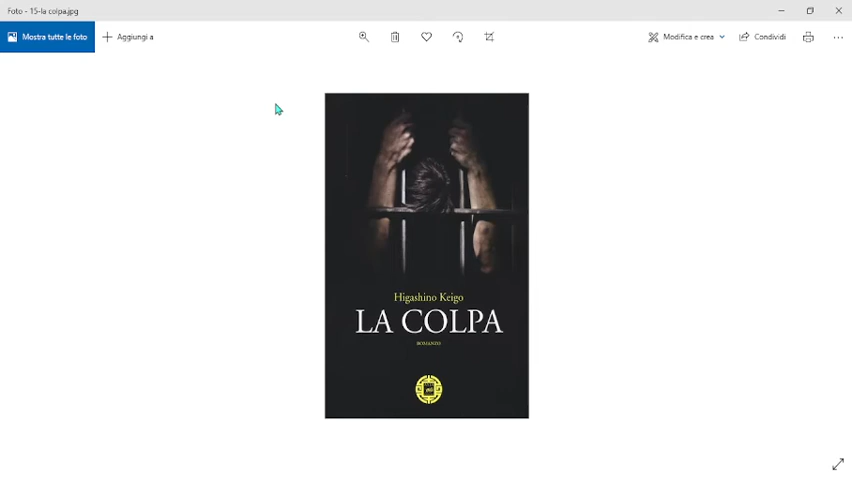 Foto - 15-la colpa.jpg
Mostra tutte le foto
Aggiungi a
Modifica e crea
Condividi
Higashino Keigo
LA COLPA
ROMANZO